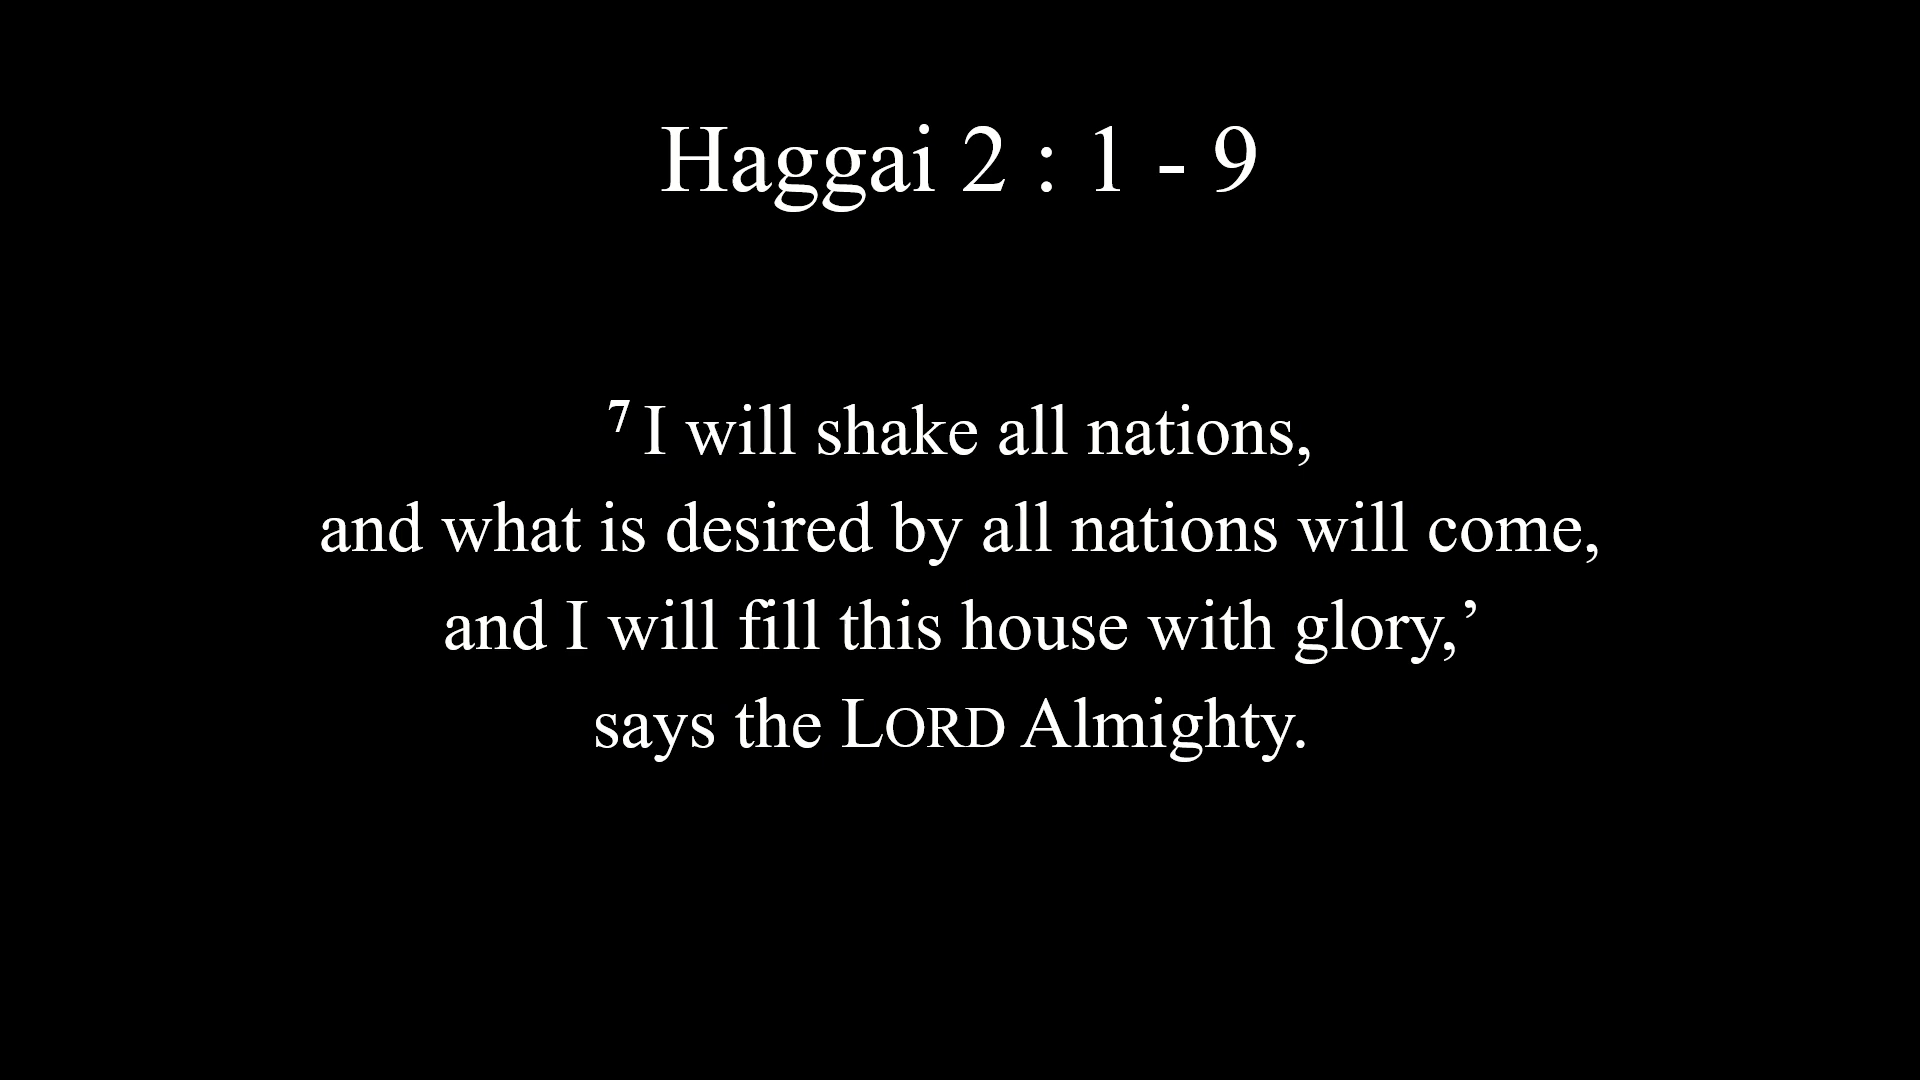 Haggai 2 : 1 - 9
7 I will shake all nations,
and what is desired by all nations will come,
and I will fill this house with glory,’
says the LORD Almighty.